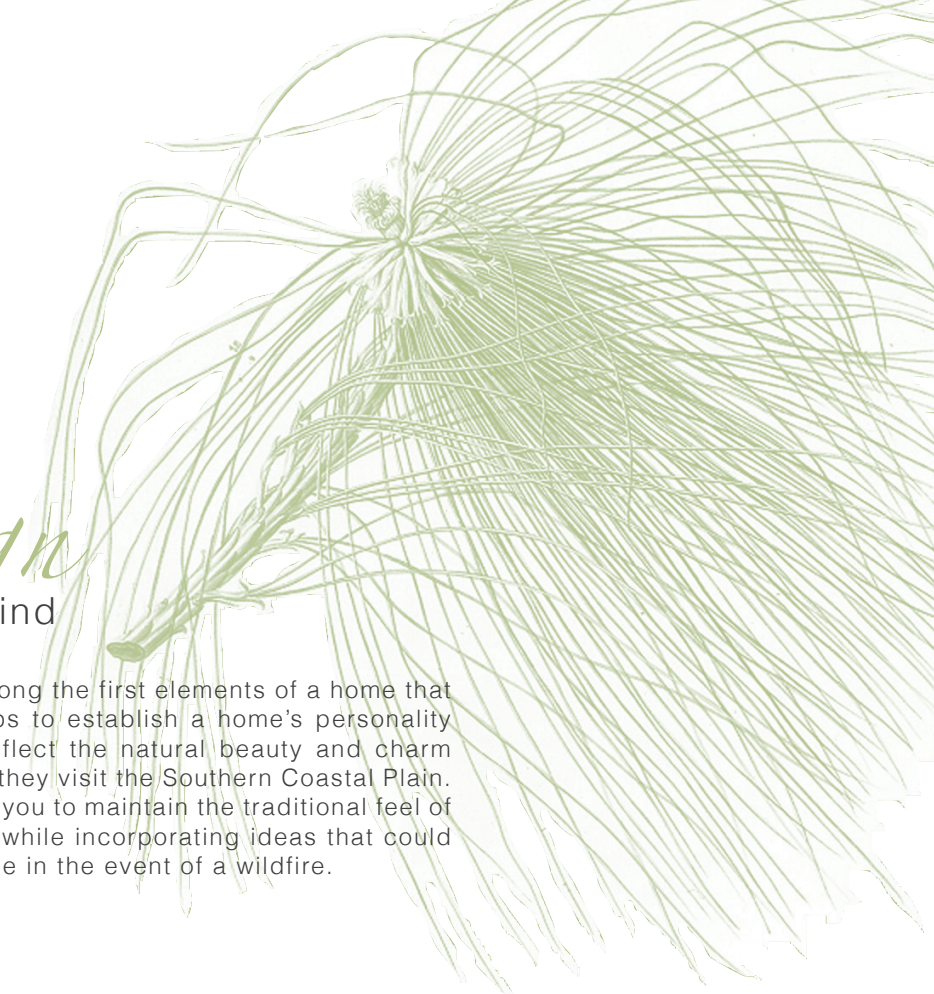 ind
ong the first elements of a home that
ps to establish a home's personality
flect the natural beauty and charm
they visit the Southern Coastal Plain.
you to maintain the traditional feel of
while incorporating ideas that could
e in the event of a wildfire.